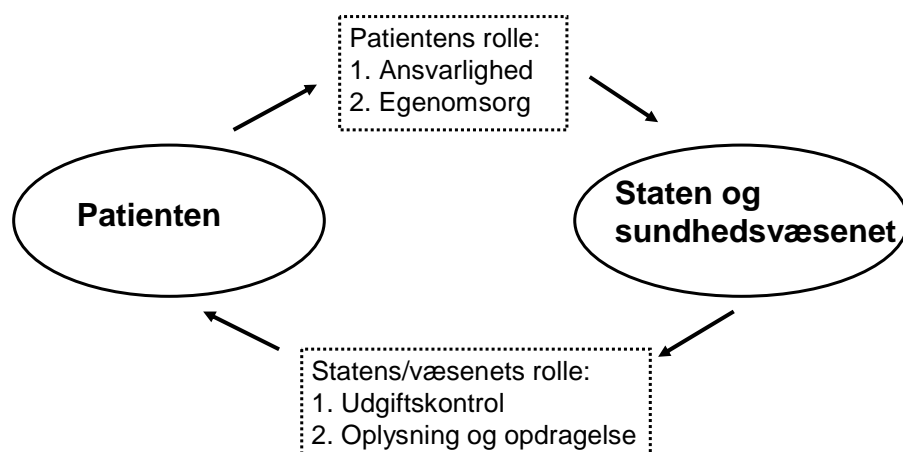 Patientens rolle:
1. Ansvarlighed
2. Egenomsorg
Patienten
Staten og
sundhedsvæsenet
Statens/væsenets rolle:
1. Udgiftskontrol
2. Oplysning og opdragelse